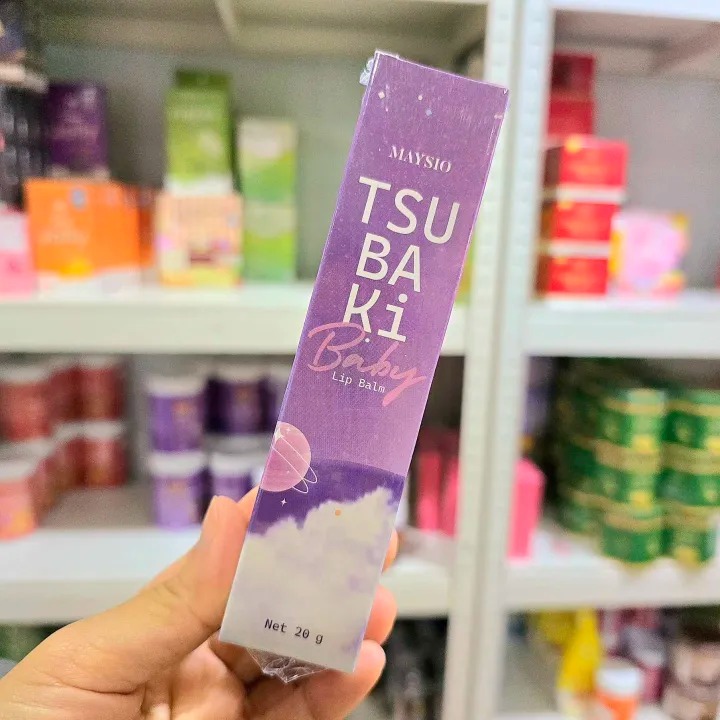 MAYSIO
TSU
BA
Ki
Baby
Lip Balm
Net 20 g